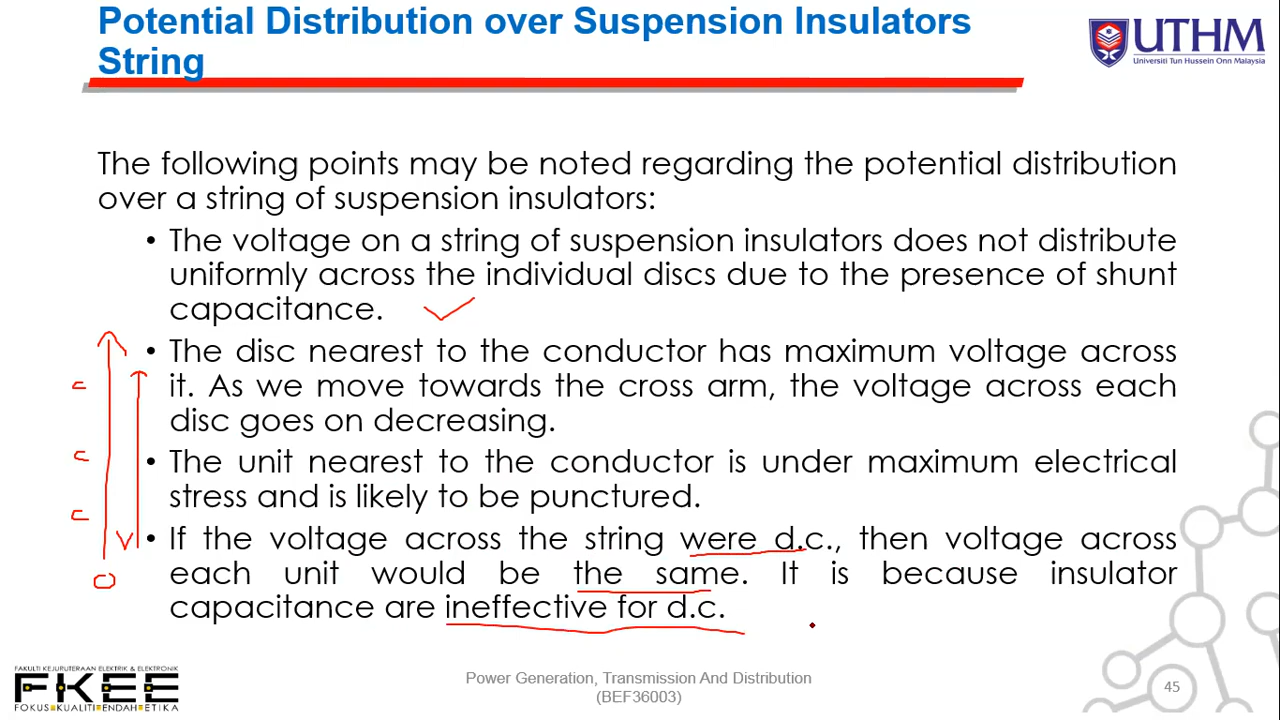 Potential Distribution over Suspension Insulators
String
UTHM
Universiti Tun Hussein Onn Malaysia
The following points may be noted regarding the potential distribution
over a string of suspension insulators:
• The voltage on a string of suspension insulators does not distribute
uniformly across the individual discs due to the presence of shunt
capacitance.
• The disc nearest to the conductor has maximum voltage across
it. As we move towards the cross arm, the voltage across each
disc goes on decreasing.
• The unit nearest to the conductor is under maximum electrical
stress and is likely to be punctured.
V
• If the voltage across the string were d.c., then voltage across
each unit would be the same. It is because insulator
capacitance are ineffective for d.c.
FAKULTI KEJURUTERAAN ELEKTRIK & ELEKTRONIK
FKEE
FOKUS KUALITI ENDAH ETIKA
Power Generation, Transmission And Distribution
(BEF36003)
45